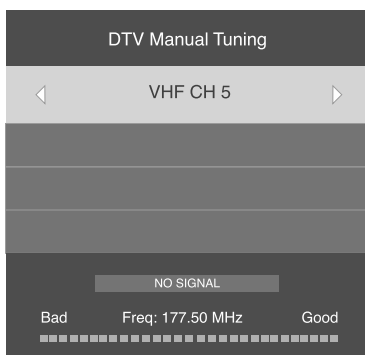 DTV Manual Tuning
VHF CH 5
NO SIGNAL
Bad Freq: 177.50 MHz Good